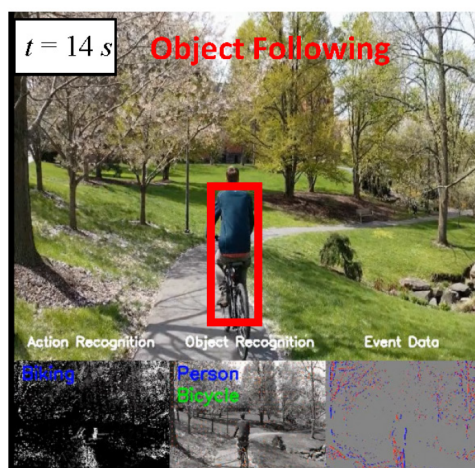 t = 14 s
Object Following
Action Recognition
Object Recognition
Event Data
Biking
Person
Bicycle